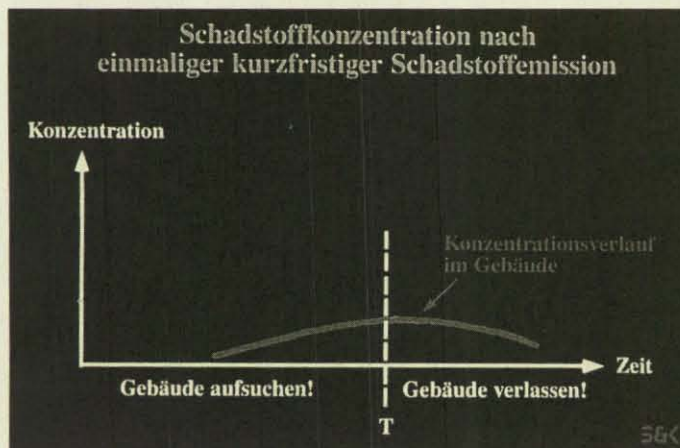 Schadstoffkonzentration nach
einmaliger kurzfristiger Schadstoffemission
Konzentration
Konzentrationsverlauf
im Gebäude
Zeit
Gebäude aufsuchen!
Gebäude verlassen!
T
S&K